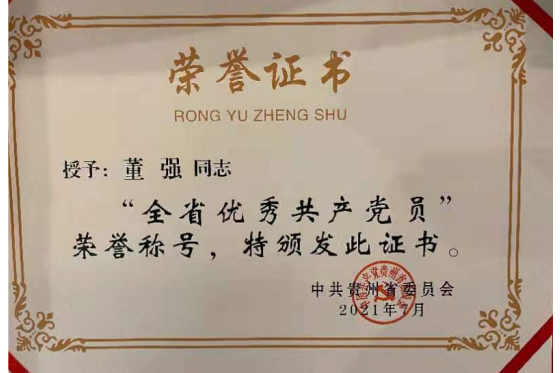 荣誉证书
RONG YU ZHENG SHU
授予：董 强 同志
“全省优秀共产党员”
荣誉称号，特颁发此证书。
中共贵州省委员会
2021年7月